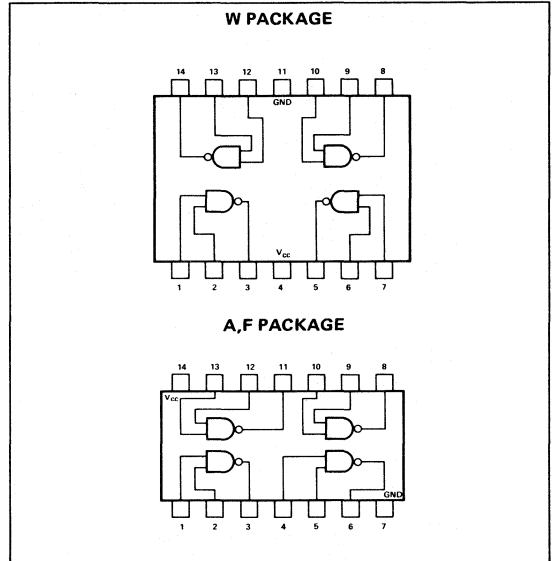 W PACKAGE
14 13 12 11 10 9 8
GND
V_CC
1 2 3 4 5 6 7
A,F PACKAGE
14 13 12 11 10 9 8
V_CC
GND
1 2 3 4 5 6 7